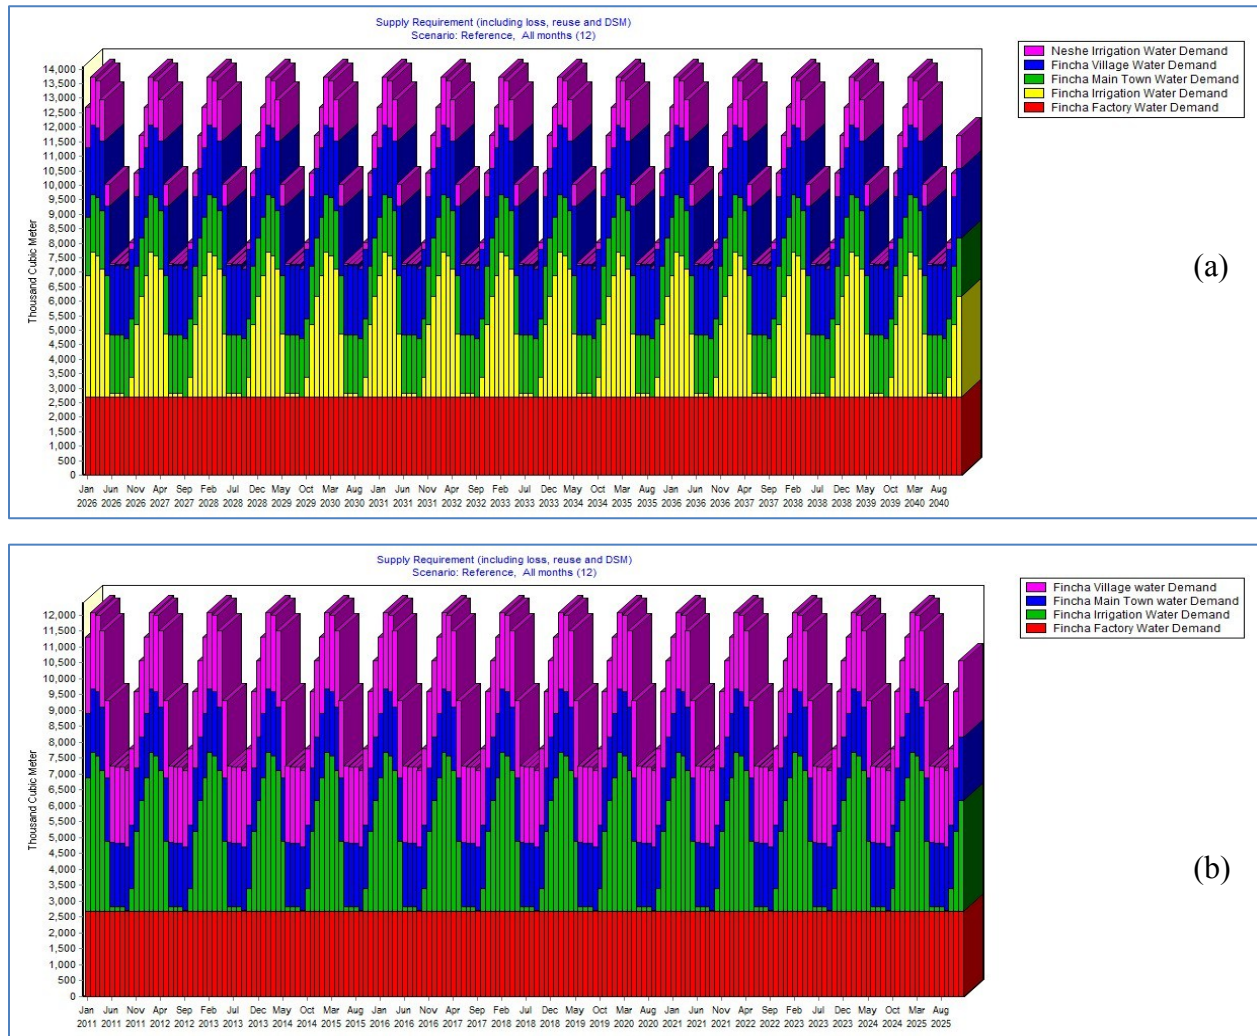 Supply Requirement (including loss, reuse and DSM)
Scenario: Reference, All months (12)
Neshe Irrigation Water Demand
Fincha Village Water Demand
Fincha Main Town Water Demand
Fincha Irrigation Water Demand
Fincha Factory Water Demand
Thousand Cubic Meter
14,000
13,500
13,000
12,500
12,000
11,500
11,000
10,500
10,000
9,500
9,000
8,500
8,000
7,500
7,000
6,500
6,000
5,500
5,000
4,500
4,000
3,500
3,000
2,500
2,000
1,500
1,000
500
0
Jan Jun Nov Apr Sep Feb Jul Dec May Oct Mar Aug Jan Jun Nov Apr Sep Feb Jul Dec May Oct Mar Aug Jan Jun Nov Apr Sep Feb Jul Dec May Oct Mar Aug
2026 2026 2026 2027 2027 2028 2028 2028 2029 2029 2030 2030 2031 2031 2031 2032 2032 2033 2033 2033 2034 2034 2035 2035 2036 2036 2036 2037 2037 2038 2038 2038 2039 2039 2040 2040
(a)
Supply Requirement (including loss, reuse and DSM)
Scenario: Reference, All months (12)
Fincha Village water Demand
Fincha Main Town water Demand
Fincha Irrigation Water Demand
Fincha Factory Water Demand
Thousand Cubic Meter
12,000
11,500
11,000
10,500
10,000
9,500
9,000
8,500
8,000
7,500
7,000
6,500
6,000
5,500
5,000
4,500
4,000
3,500
3,000
2,500
2,000
1,500
1,000
500
0
Jan Jun Nov Apr Sep Feb Jul Dec May Oct Mar Aug Jan Jun Nov Apr Sep Feb Jul Dec May Oct Mar Aug Jan Jun Nov Apr Sep Feb Jul Dec May Oct Mar Aug
2011 2011 2011 2012 2012 2013 2013 2013 2014 2014 2015 2015 2016 2016 2016 2017 2017 2018 2018 2018 2019 2019 2020 2020 2021 2021 2021 2022 2022 2023 2023 2023 2024 2024 2025 2025
(b)